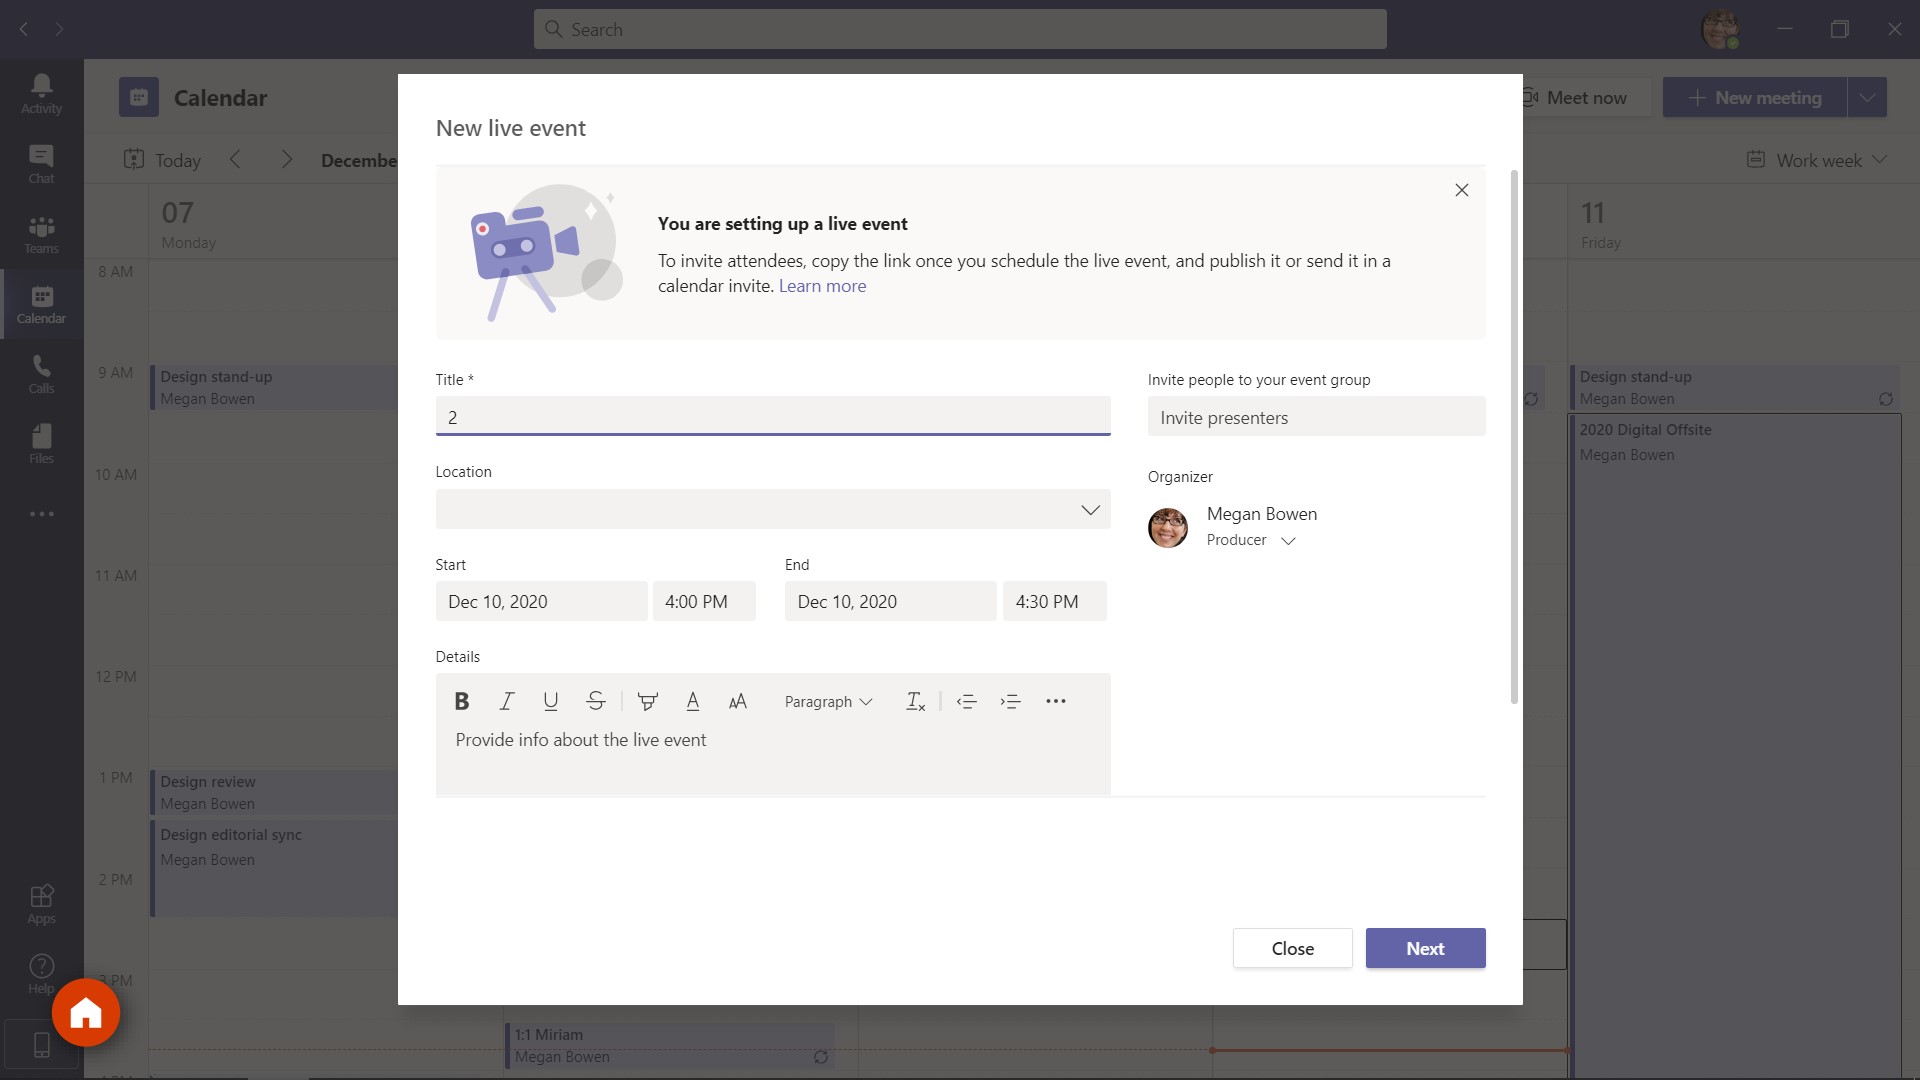 Search
Activity
Chat
Teams
Calendar
Calls
Files
Apps
Help
Calendar
Meet now
New meeting
Today
Decembe
Work week
07
Monday
11
Friday
8 AM
9 AM
10 AM
11 AM
12 PM
1 PM
2 PM
3 PM
Design stand-up
Megan Bowen
Design review
Megan Bowen
Design editorial sync
Megan Bowen
1:1 Miriam
Megan Bowen
Design stand-up
Megan Bowen
2020 Digital Offsite
Megan Bowen
New live event
You are setting up a live event
To invite attendees, copy the link once you schedule the live event, and publish it or send it in a
calendar invite. Learn more
Title *
2
Location
Start
End
Dec 10, 2020
4:00 PM
Dec 10, 2020
4:30 PM
Details
Paragraph
Provide info about the live event
Invite people to your event group
Invite presenters
Organizer
Megan Bowen
Producer
Close
Next